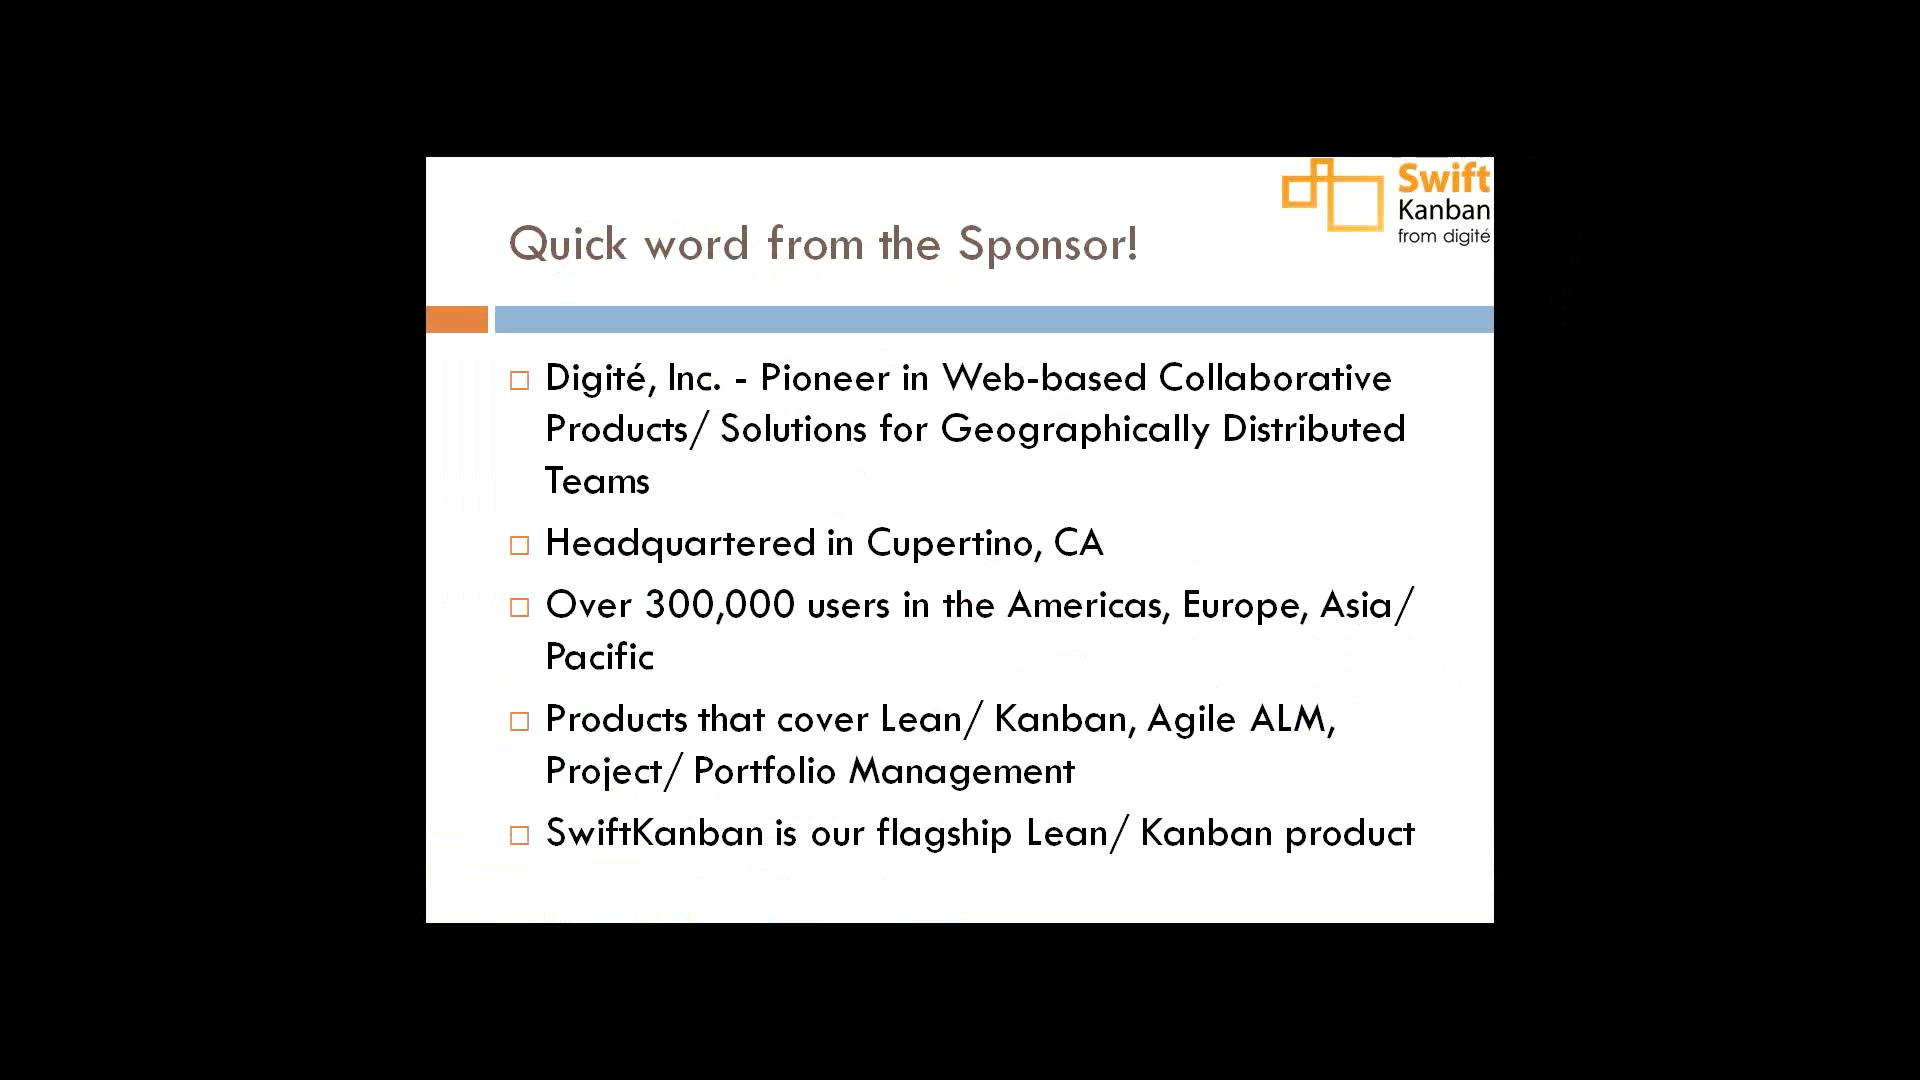 Swift
Kanban
from digité
Quick word from the Sponsor!
Digité, Inc. - Pioneer in Web-based Collaborative
Products/ Solutions for Geographically Distributed
Teams
Headquartered in Cupertino, CA
Over 300,000 users in the Americas, Europe, Asia/
Pacific
Products that cover Lean/ Kanban, Agile ALM,
Project/ Portfolio Management
SwiftKanban is our flagship Lean/ Kanban product